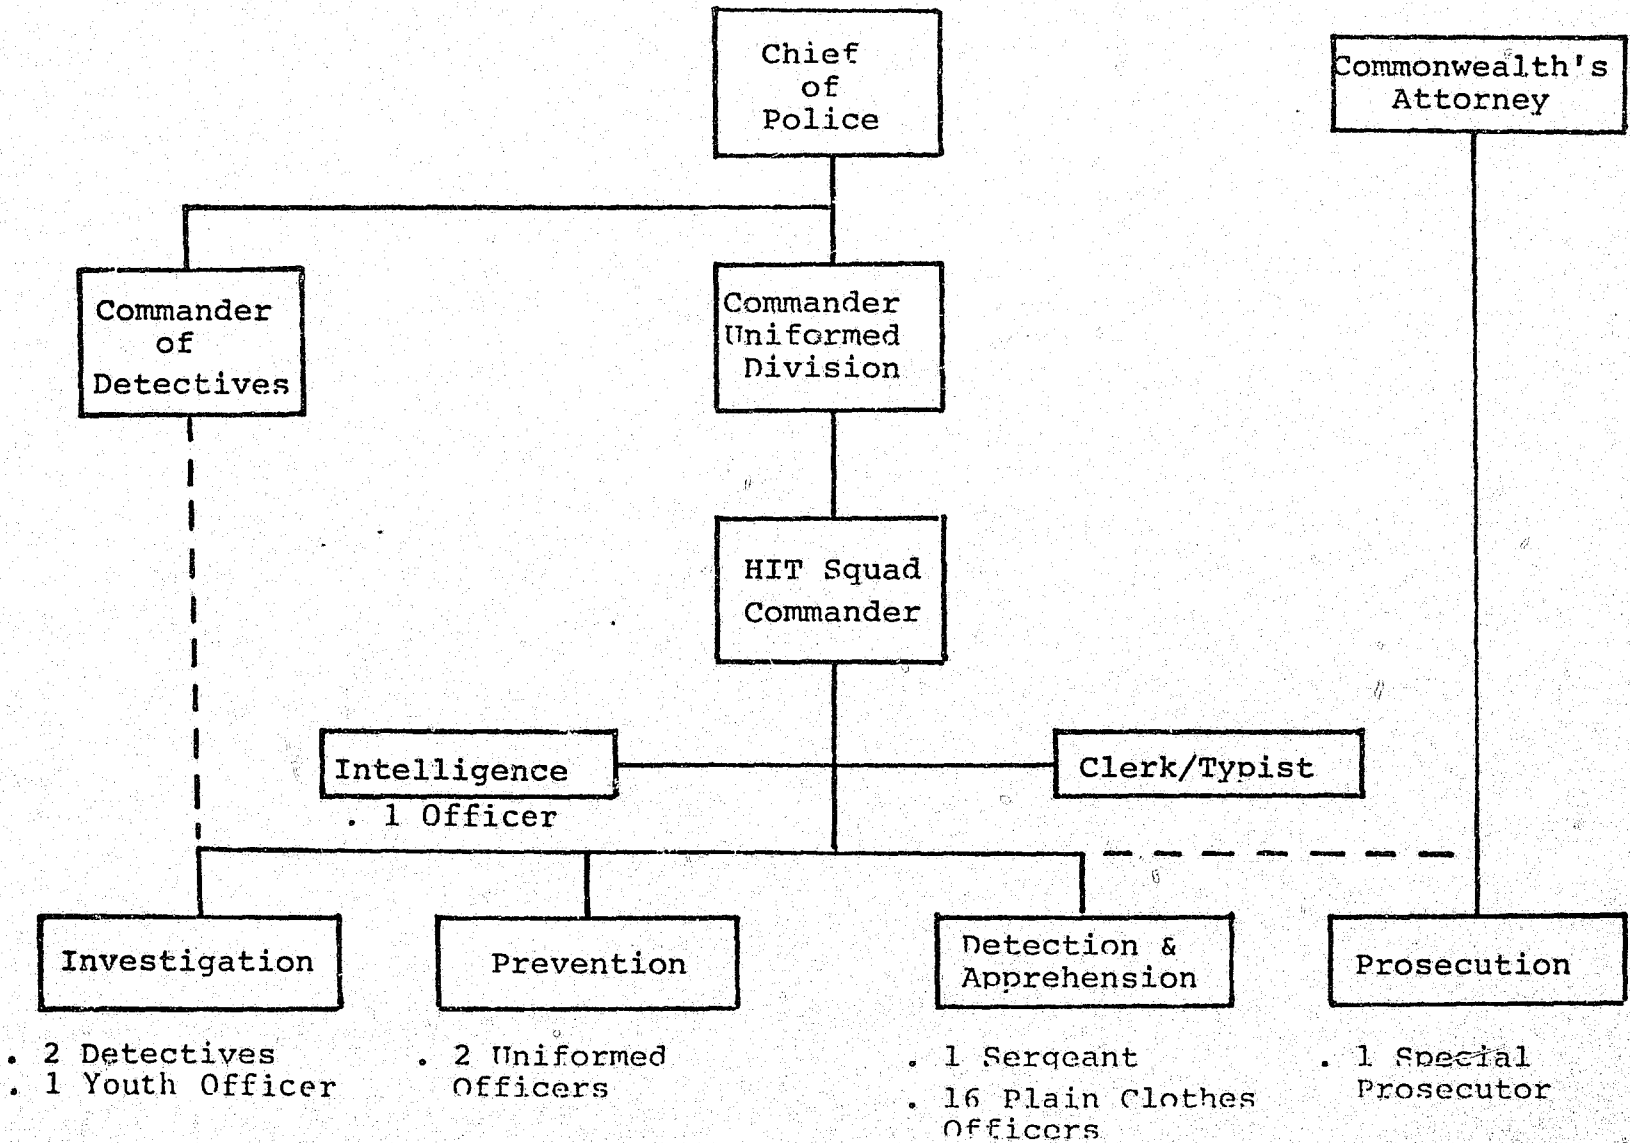 Chief
of
Police
Commonwealth's
Attorney
Commander
of
Detectives
Commander
Uniformed
Division
HIT Squad
Commander
Intelligence
. 1 Officer
Clerk/Typist
Investigation
. 2 Detectives
. 1 Youth Officer
Prevention
. 2 Uniformed
Officers
Detection &
Apprehension
. 1 Sergeant
. 16 Plain Clothes
Officers
Prosecution
. 1 Special
Prosecutor